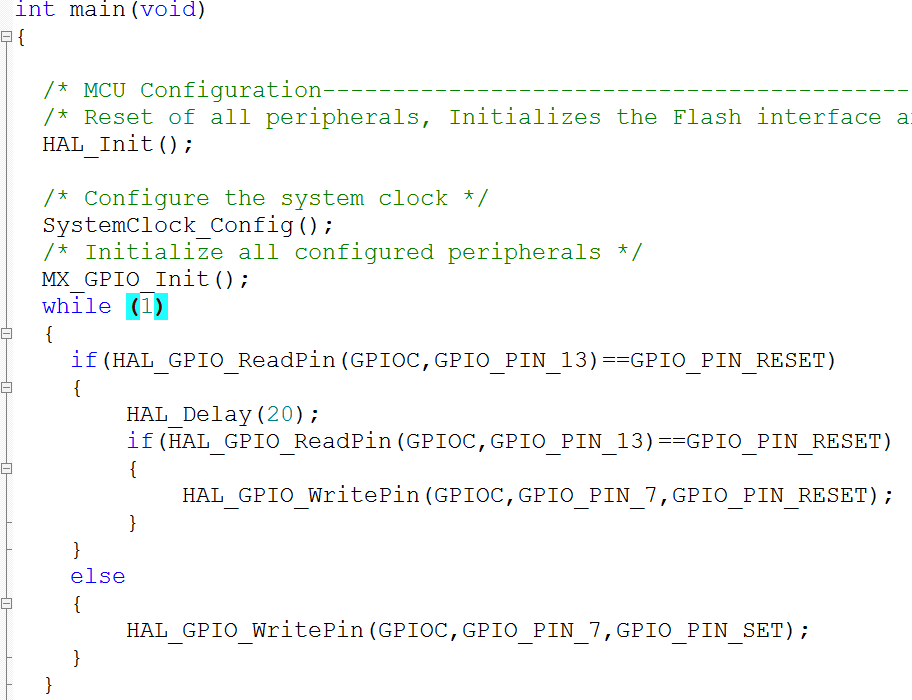 int main(void)
{
/* MCU Configuration------------------------------------------
/* Reset of all peripherals, Initializes the Flash interface a
HAL_Init();
/* Configure the system clock */
SystemClock_Config();
/* Initialize all configured peripherals */
MX_GPIO_Init();
while (1)
{
if(HAL_GPIO_ReadPin(GPIOC,GPIO_PIN_13)==GPIO_PIN_RESET)
{
HAL_Delay(20);
if(HAL_GPIO_ReadPin(GPIOC,GPIO_PIN_13)==GPIO_PIN_RESET)
{
HAL_GPIO_WritePin(GPIOC,GPIO_PIN_7,GPIO_PIN_RESET);
}
}
else
{
HAL_GPIO_WritePin(GPIOC,GPIO_PIN_7,GPIO_PIN_SET);
}
}